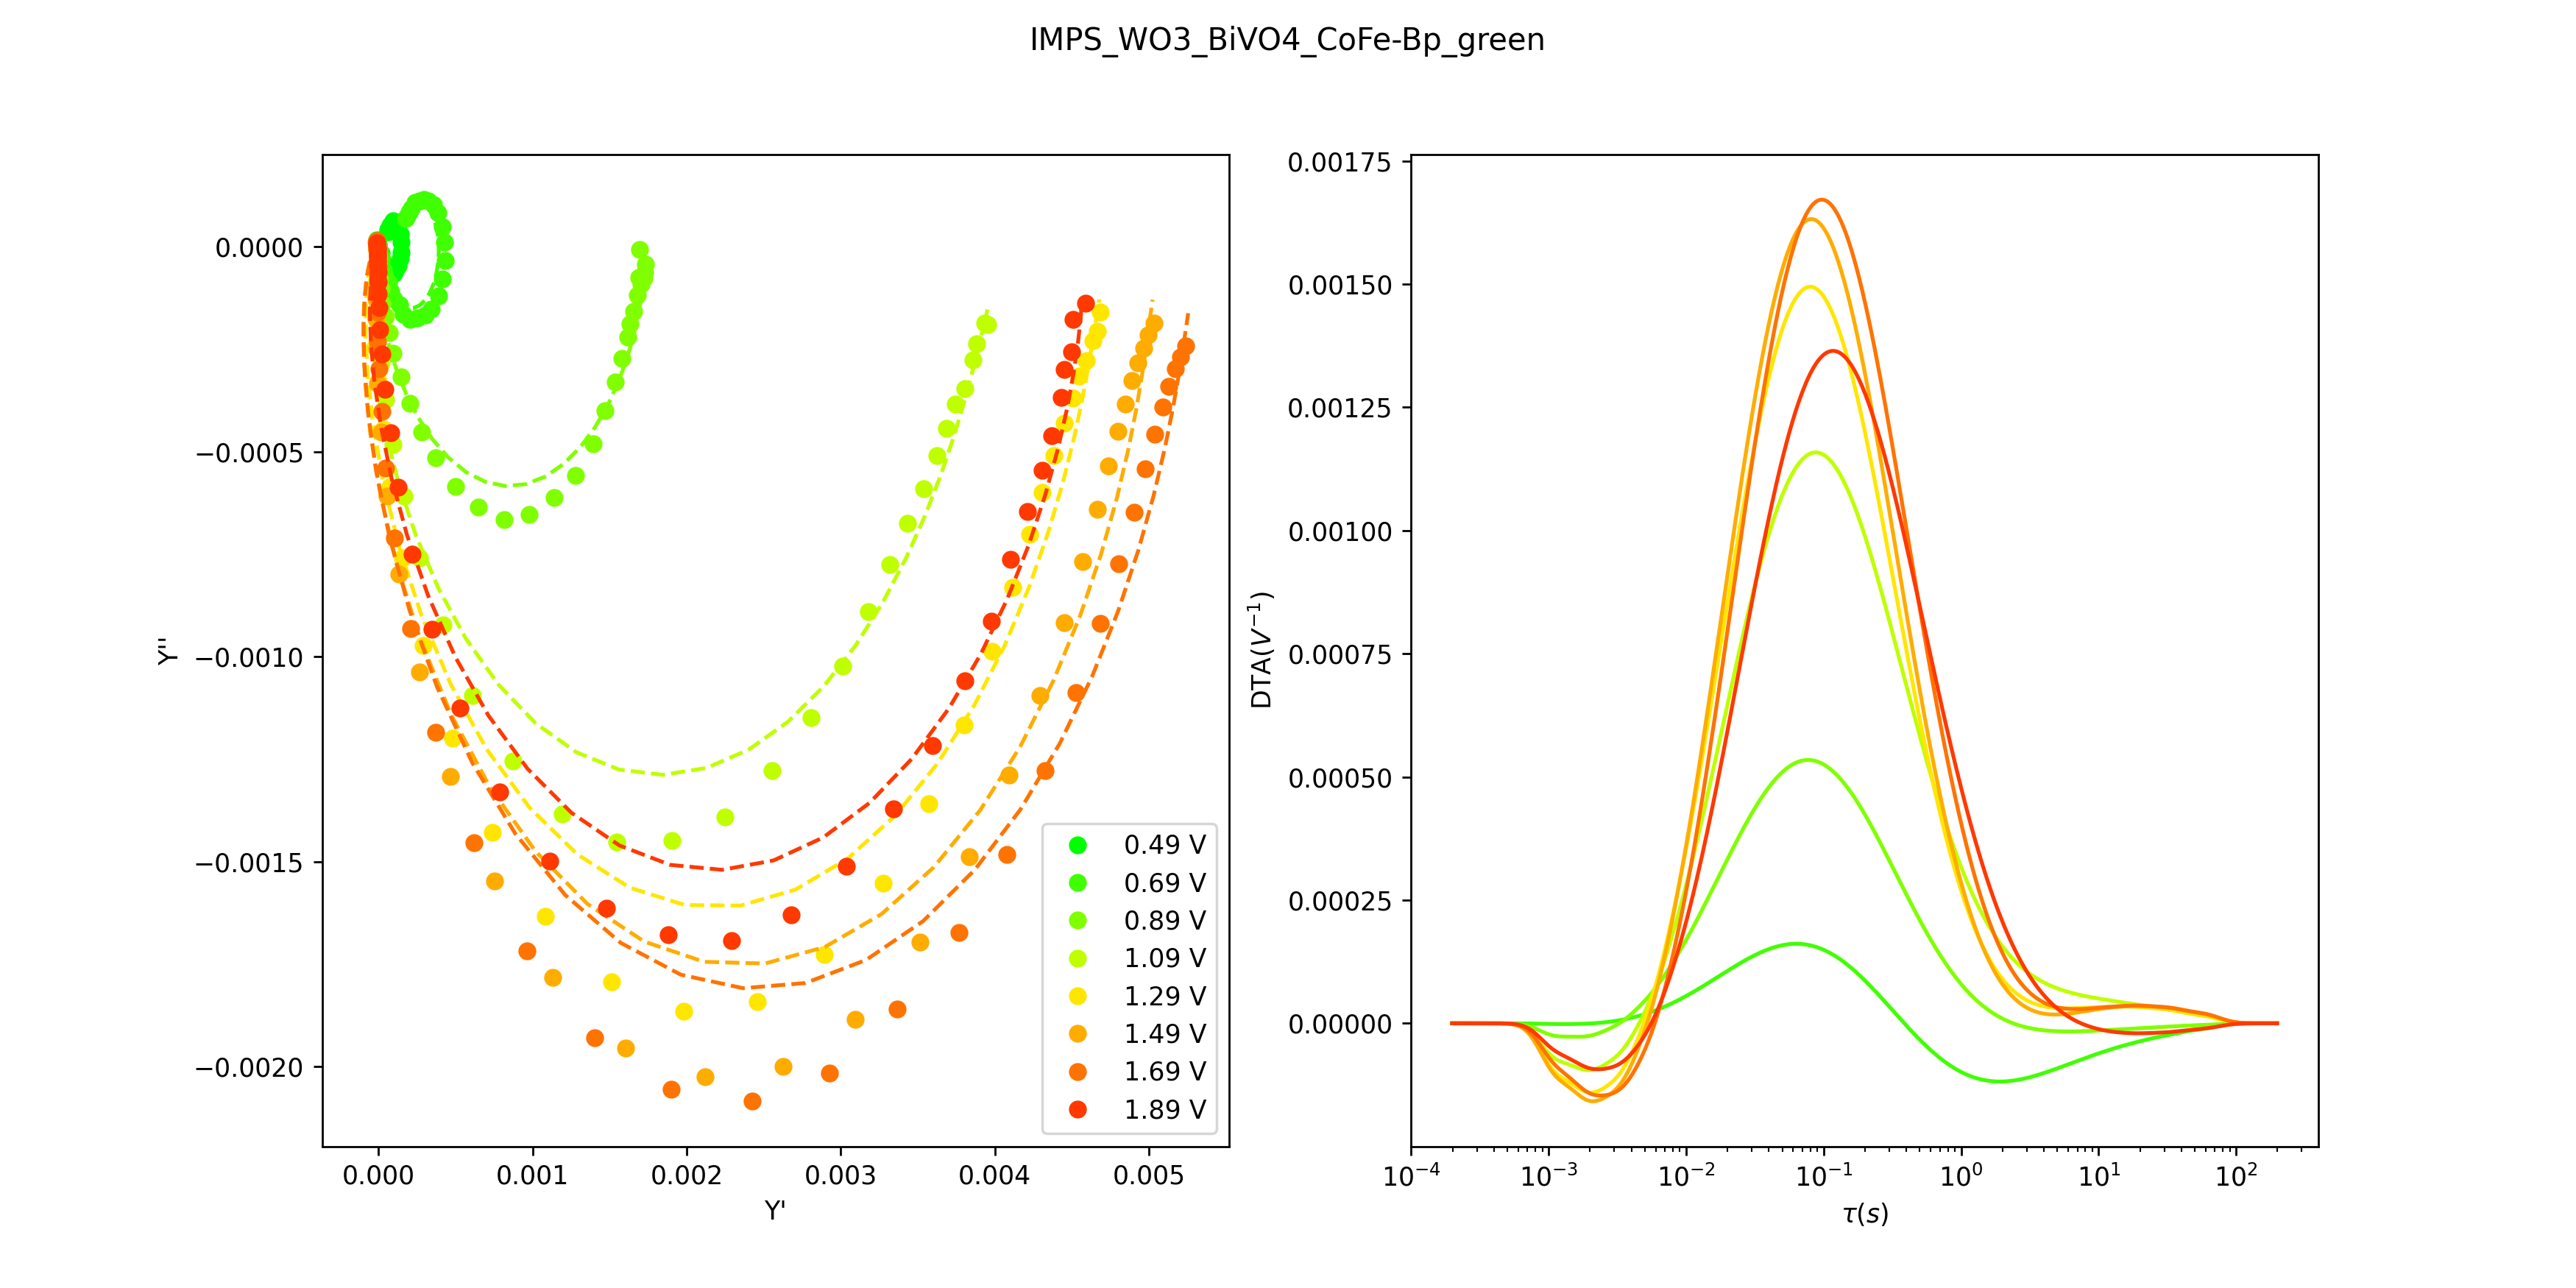 IMPS_WO3_BiVO4_CoFe-Bp_green
0.0000
−0.0005
−0.0010
−0.0015
−0.0020
Y''
0.000 0.001 0.002 0.003 0.004 0.005
Y'
0.49 V
0.69 V
0.89 V
1.09 V
1.29 V
1.49 V
1.69 V
1.89 V
0.00175
0.00150
0.00125
0.00100
0.00075
0.00050
0.00025
0.00000
DTA(V⁻¹)
10⁻⁴ 10⁻³ 10⁻² 10⁻¹ 10⁰ 10¹ 10²
τ(s)